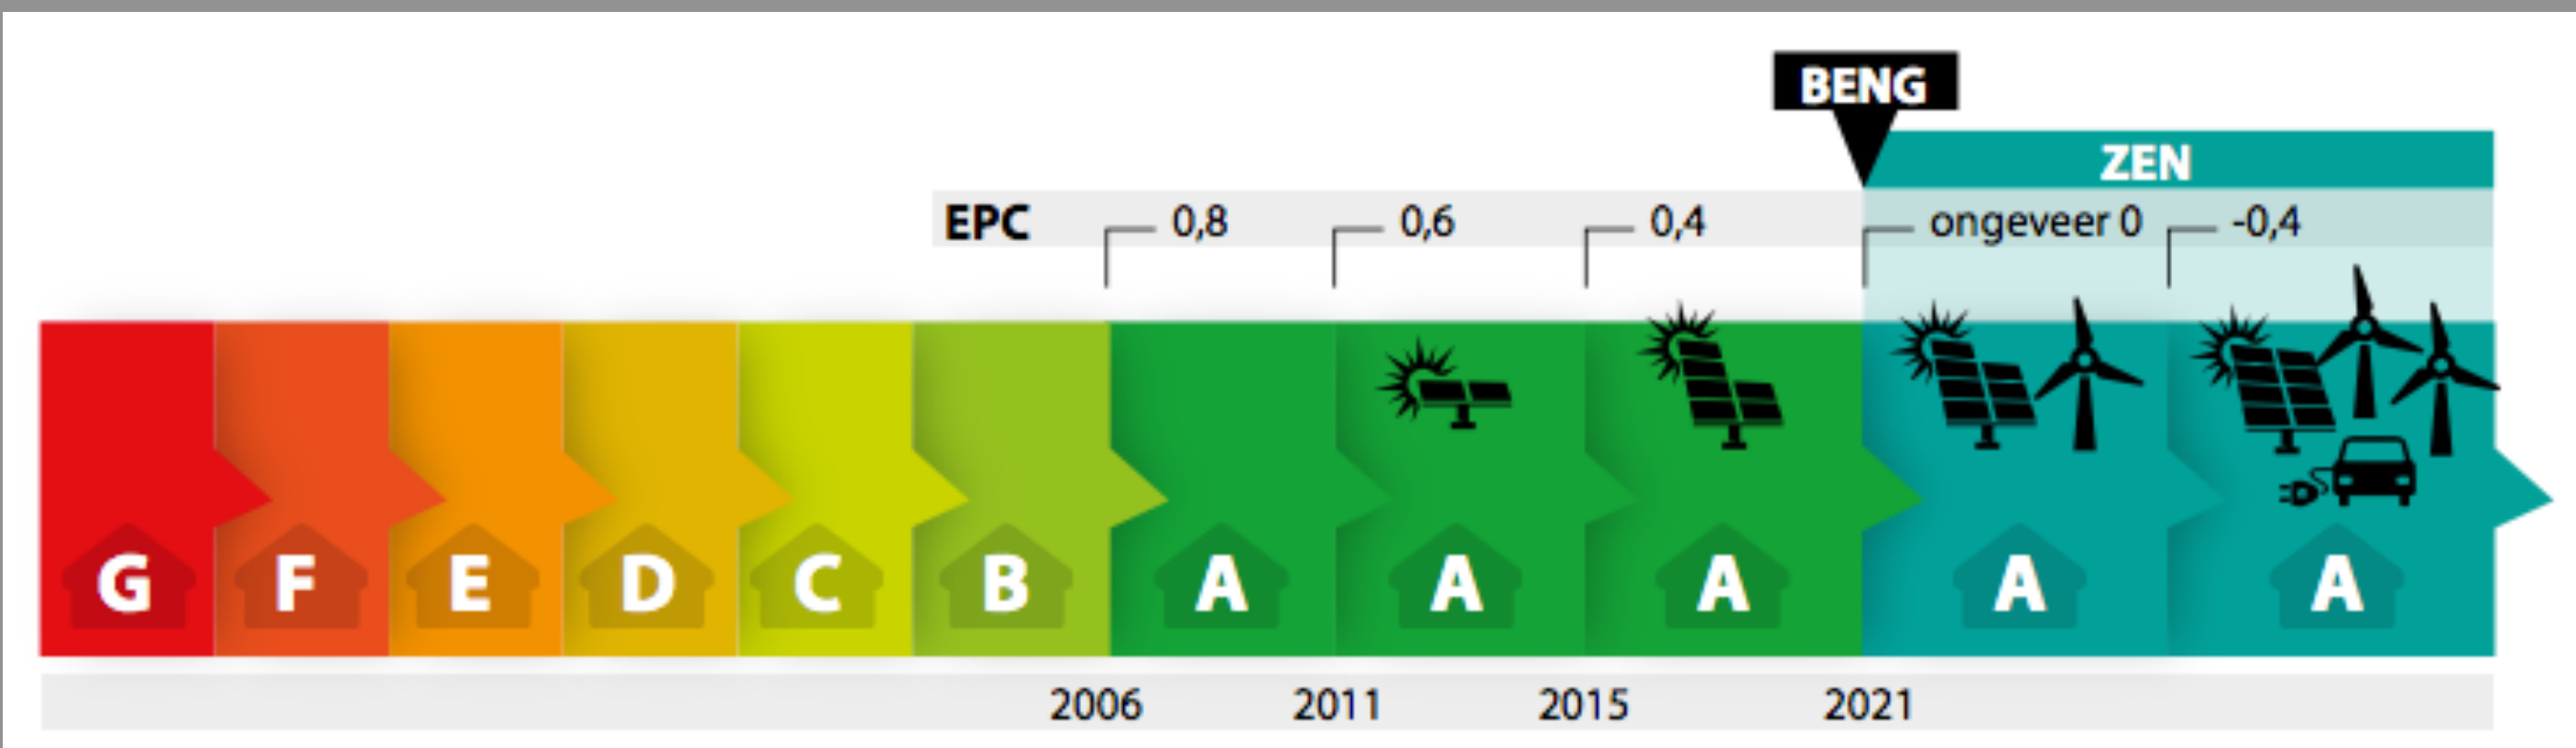 BENG
ZEN
EPC 0,8 0,6 0,4 ongeveer 0 -0,4
G F E D C B A A A A A
2006 2011 2015 2021